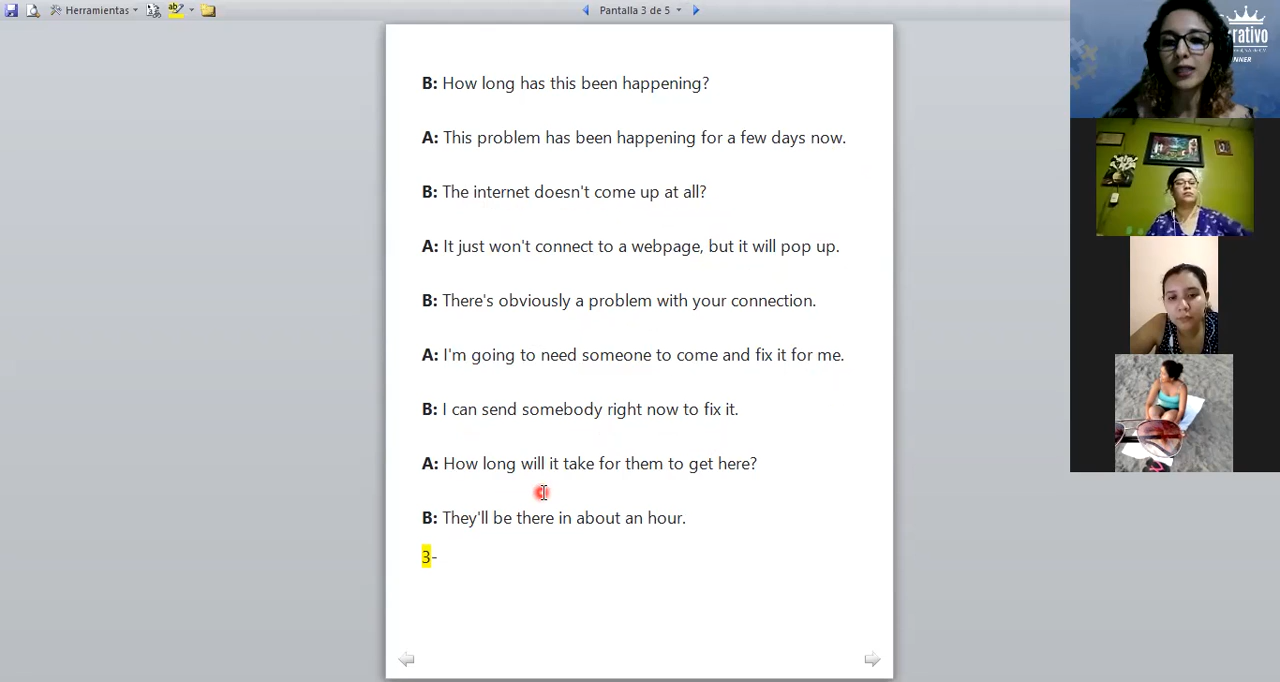 Herramientas
Pantalla 3 de 5
B: How long has this been happening?
A: This problem has been happening for a few days now.
B: The internet doesn't come up at all?
A: It just won't connect to a webpage, but it will pop up.
B: There's obviously a problem with your connection.
A: I'm going to need someone to come and fix it for me.
B: I can send somebody right now to fix it.
A: How long will it take for them to get here?
B: They'll be there in about an hour.
3-
rativo
NNER